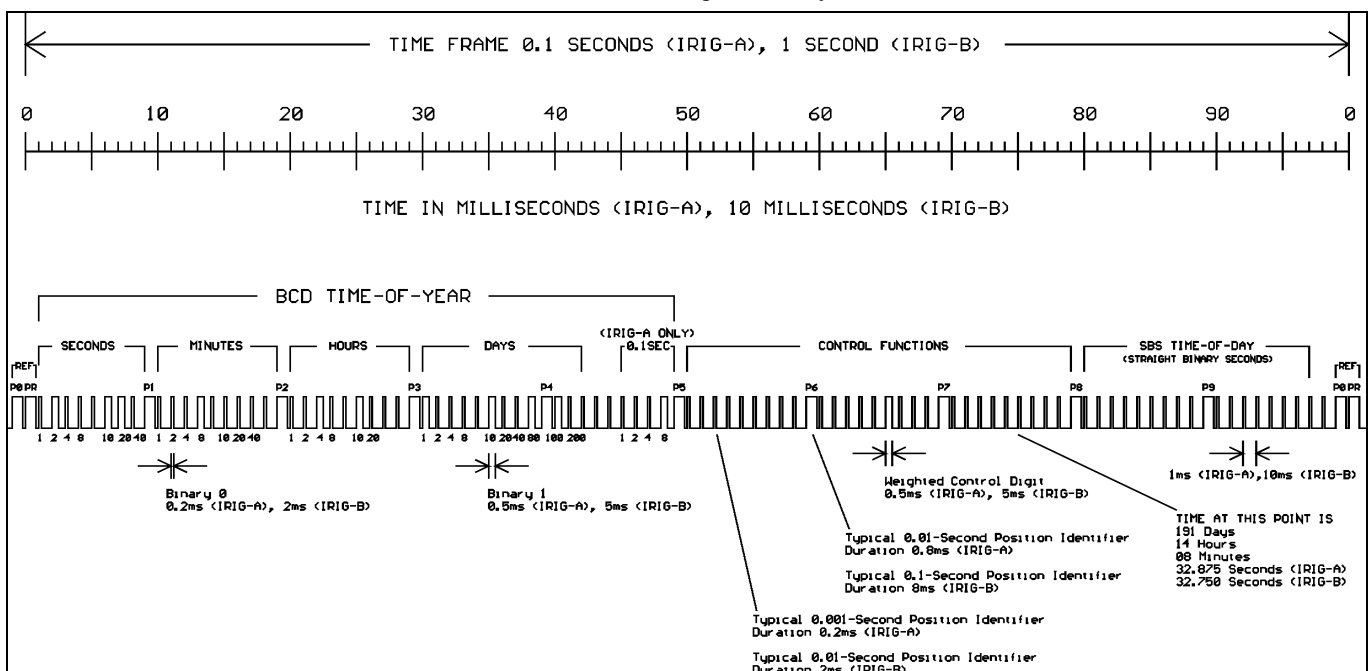 TIME FRAME 0.1 SECONDS (IRIG-A), 1 SECOND (IRIG-B)
0 10 20 30 40 50 60 70 80 90 0
TIME IN MILLISECONDS (IRIG-A), 10 MILLISECONDS (IRIG-B)
BCD TIME-OF-YEAR
(IRIG-A ONLY)
SECONDS MINUTES HOURS DAYS 0.1SEC CONTROL FUNCTIONS SBS TIME-OF-DAY
(STRAIGHT BINARY SECONDS)
REF REF
P0 PR P1 P2 P3 P4 P5 P6 P7 P8 P9 P0 PR
1 2 4 8 10 20 40 1 2 4 8 10 20 40 1 2 4 8 10 20 1 2 4 8 10 20 40 80 100 200 1 2 4 8
Binary 0
0.2ms (IRIG-A), 2ms (IRIG-B)
Binary 1
0.5ms (IRIG-A), 5ms (IRIG-B)
Weighted Control Digit
0.5ms (IRIG-A), 5ms (IRIG-B)
1ms (IRIG-A),10ms (IRIG-B)
Typical 0.01-Second Position Identifier
Duration 0.8ms (IRIG-A)
Typical 0.1-Second Position Identifier
Duration 8ms (IRIG-B)
TIME AT THIS POINT IS
191 Days
14 Hours
08 Minutes
32.875 Seconds (IRIG-A)
32.750 Seconds (IRIG-B)
Typical 0.001-Second Position Identifier
Duration 0.2ms (IRIG-A)
Typical 0.01-Second Position Identifier
Duration 2ms (IRIG-B)